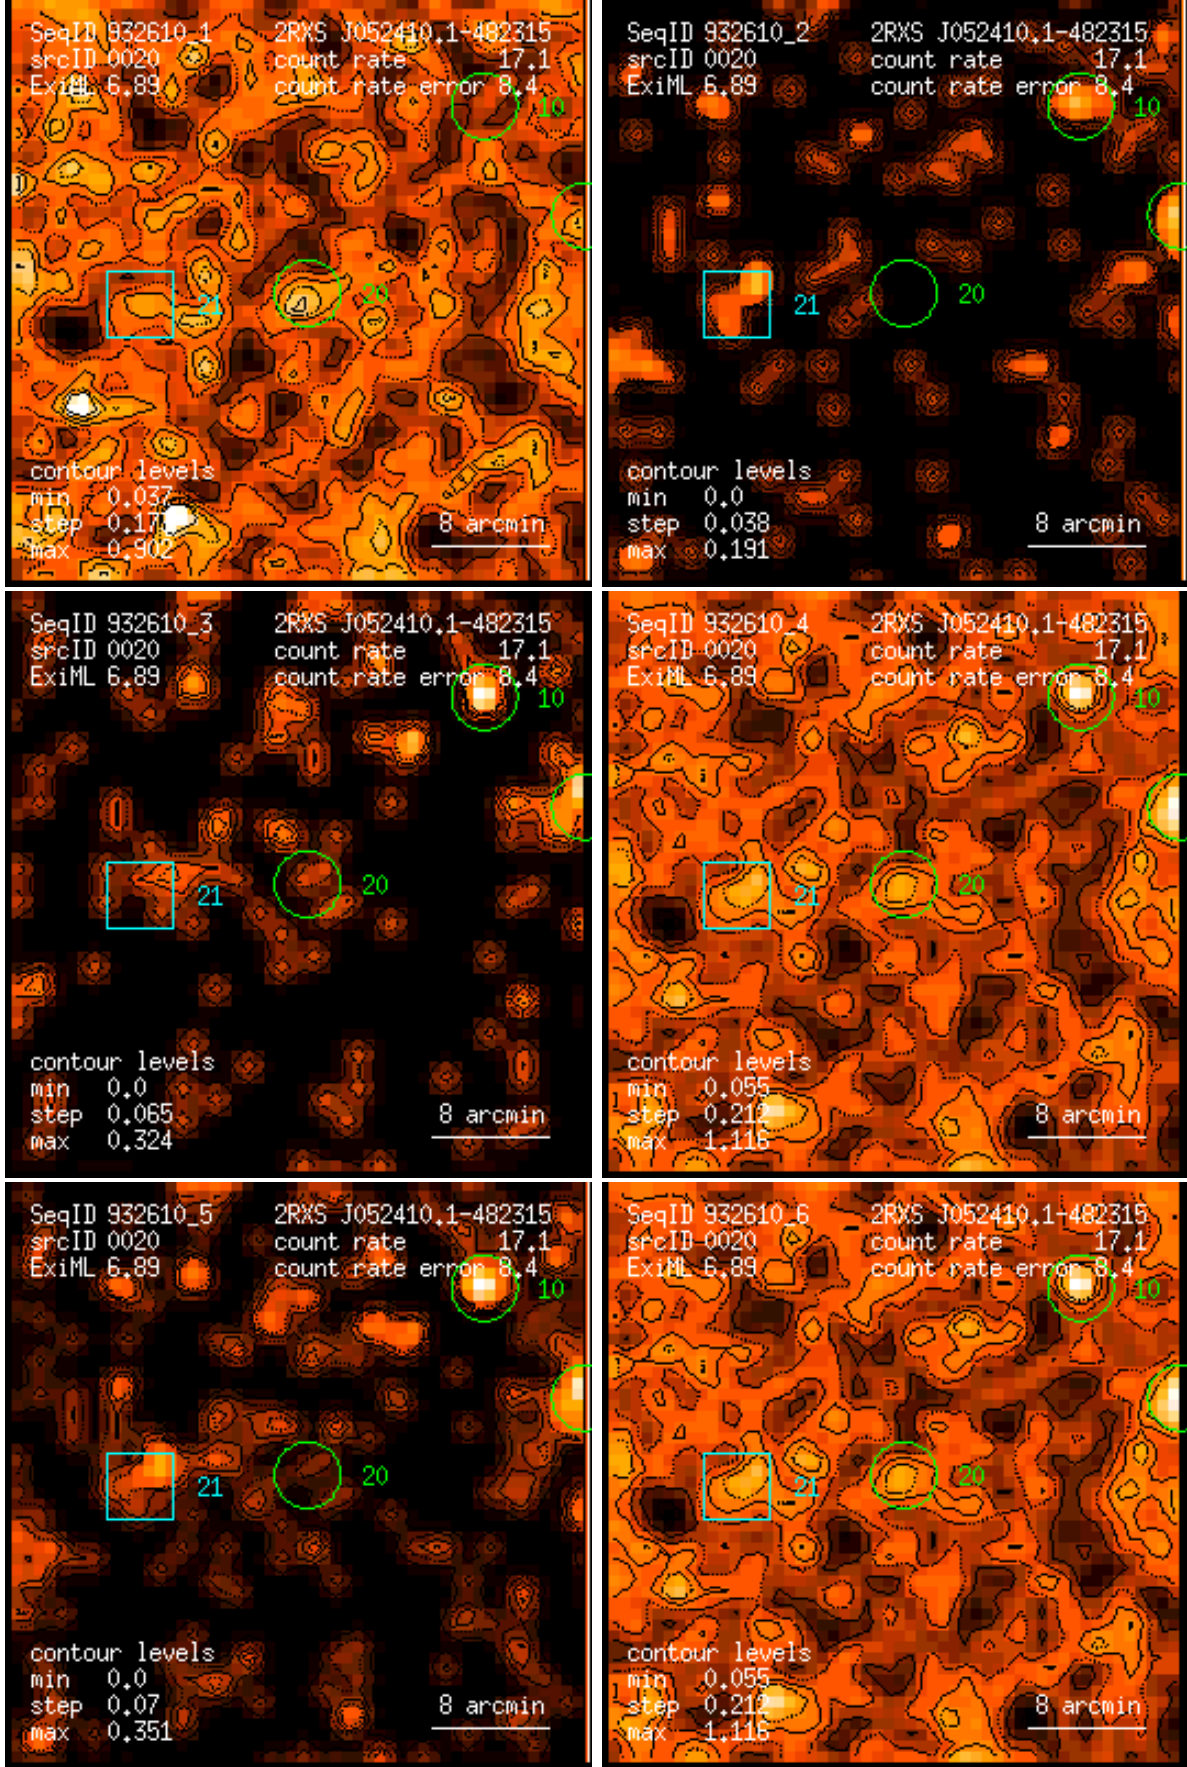 SeqID 932610_1 2RXS J052410.1-482315
srcID 0020 count rate 17.1
ExiML 6.89 count rate error 8.4
10
20
21
contour levels
min 0.037
step 0.17
max 0.902
8 arcmin
SeqID 932610_2 2RXS J052410.1-482315
srcID 0020 count rate 17.1
ExiML 6.89 count rate error 8.4
10
20
21
contour levels
min 0.0
step 0.038
max 0.191
8 arcmin
SeqID 932610_3 2RXS J052410.1-482315
srcID 0020 count rate 17.1
ExiML 6.89 count rate error 8.4
10
20
21
contour levels
min 0.0
step 0.065
max 0.324
8 arcmin
SeqID 932610_4 2RXS J052410.1-482315
srcID 0020 count rate 17.1
ExiML 6.89 count rate error 8.4
10
20
21
contour levels
min 0.055
step 0.212
max 1.116
8 arcmin
SeqID 932610_5 2RXS J052410.1-482315
srcID 0020 count rate 17.1
ExiML 6.89 count rate error 8.4
10
20
21
contour levels
min 0.0
step 0.07
max 0.351
8 arcmin
SeqID 932610_6 2RXS J052410.1-482315
srcID 0020 count rate 17.1
ExiML 6.89 count rate error 8.4
10
20
21
contour levels
min 0.055
step 0.212
max 1.116
8 arcmin